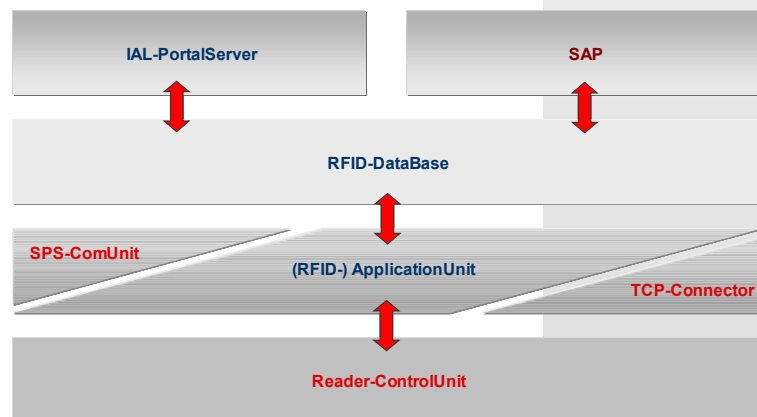 IAL-PortalServer
SAP
RFID-DataBase
SPS-ComUnit
(RFID-) ApplicationUnit
TCP-Connector
Reader-ControlUnit